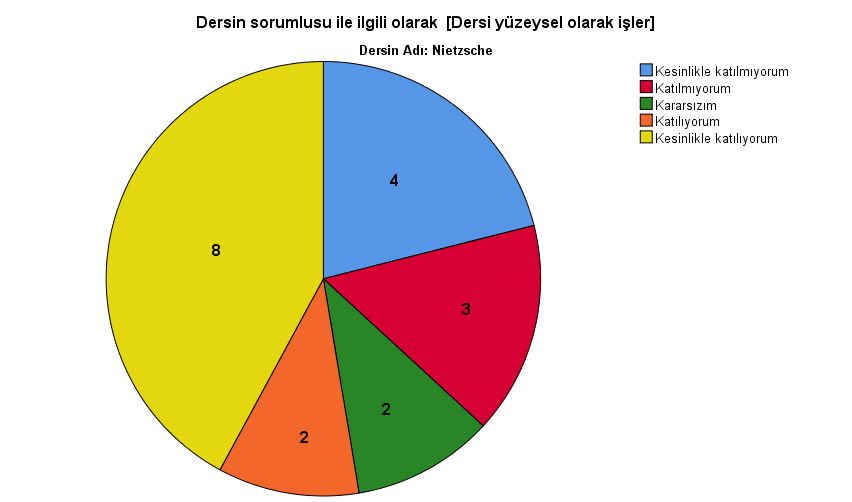 Dersin sorumlusu ile ilgili olarak [Dersi yüzeysel olarak işler]
Dersin Adı: Nietzsche
Kesinlikle katılmıyorum
Katılmıyorum
Kararsızım
Katılıyorum
Kesinlikle katılıyorum
4
8
3
2
2